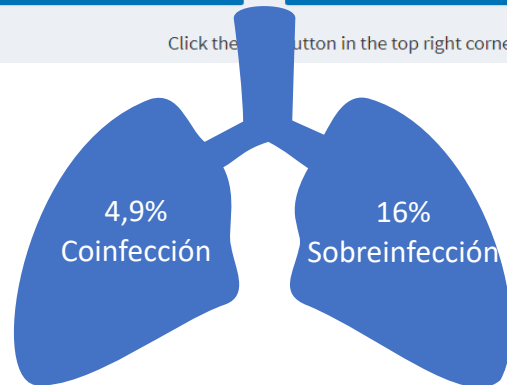 Click the utton in the top right corne
4,9%
Coinfección
16%
Sobreinfección